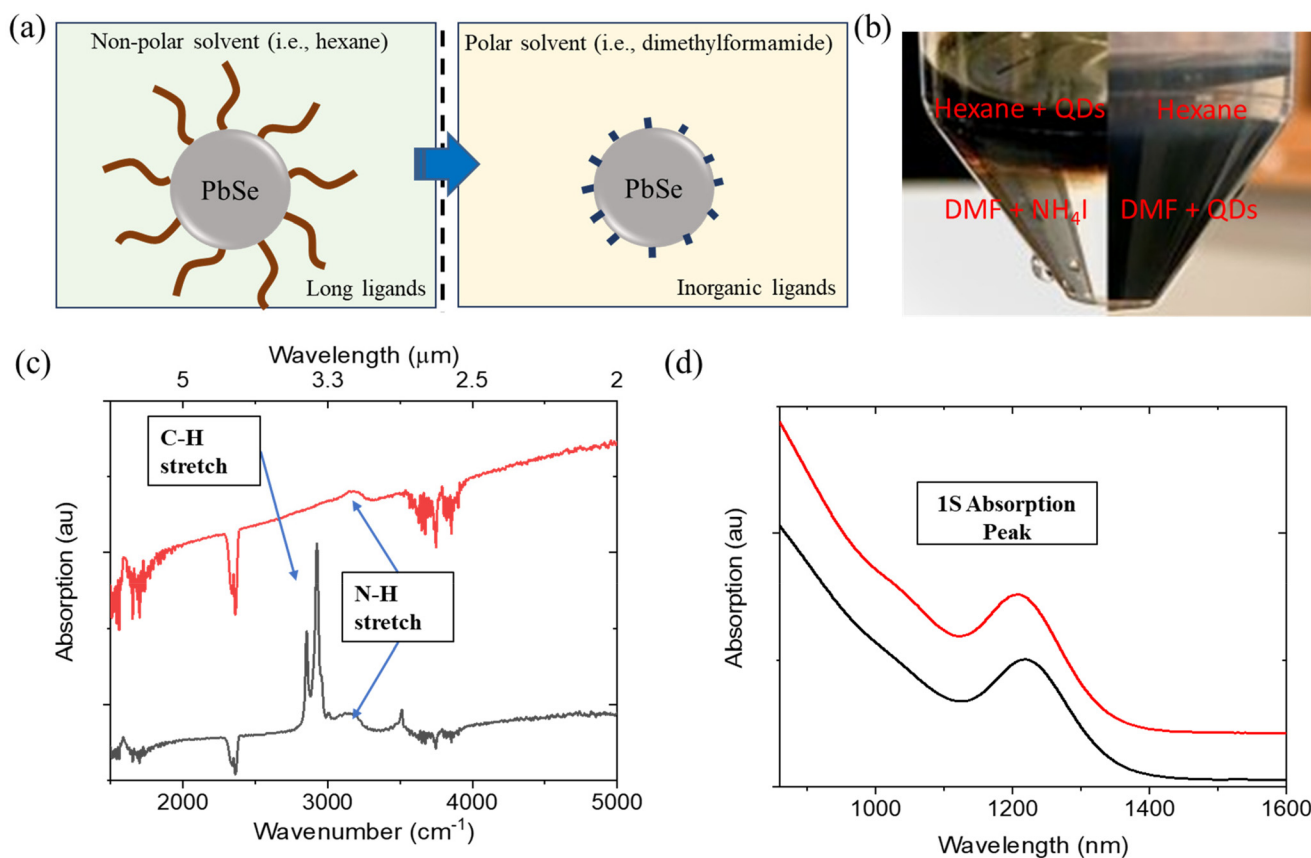 (a)
Non-polar solvent (i.e., hexane)
PbSe
Long ligands
Polar solvent (i.e., dimethylformamide)
PbSe
Inorganic ligands
(b)
Hexane + QDs
Hexane
DMF + NH₄I
DMF + QDs
(c)
Wavelength (μm)
5
3.3
2.5
2
C-H
stretch
N-H
stretch
Absorption (au)
2000
3000
4000
5000
Wavenumber (cm⁻¹)
(d)
1S Absorption
Peak
Absorption (au)
1000
1200
1400
1600
Wavelength (nm)